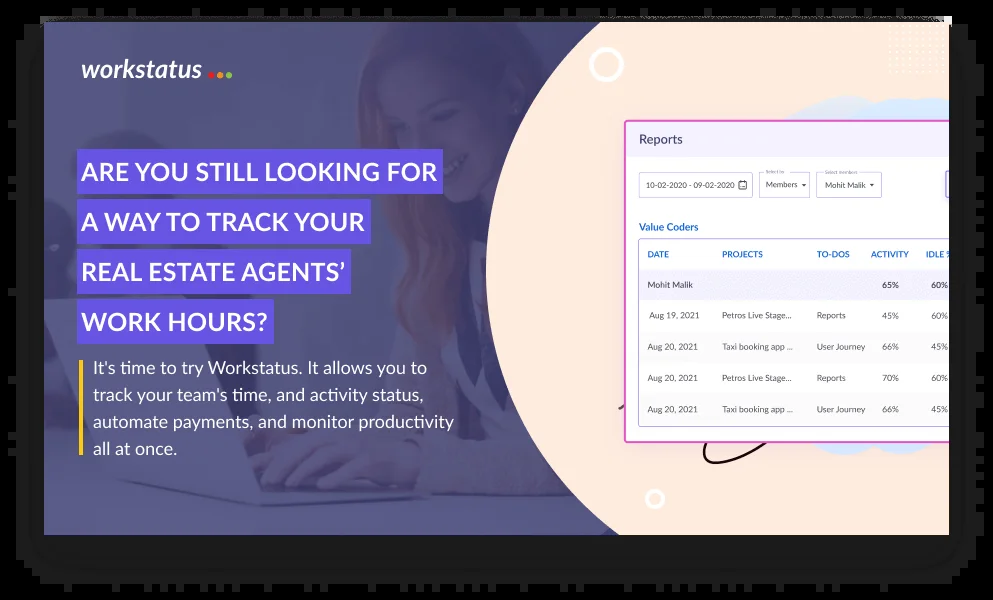 workstatus
ARE YOU STILL LOOKING FOR
A WAY TO TRACK YOUR
REAL ESTATE AGENTS’
WORK HOURS?
It's time to try Workstatus. It allows you to
track your team's time, and activity status,
automate payments, and monitor productivity
all at once.
Reports
Select by
Select members
10-02-2020 - 09-02-2020 Members Mohit Malik
Value Coders
DATE PROJECTS TO-DOS ACTIVITY IDLE
Mohit Malik 65% 60%
Aug 19, 2021 Petros Live Stage... Reports 45% 60%
Aug 20, 2021 Taxi booking app ... User Journey 66% 45%
Aug 20, 2021 Petros Live Stage... Reports 70% 60%
Aug 20, 2021 Taxi booking app ... User Journey 66% 45%